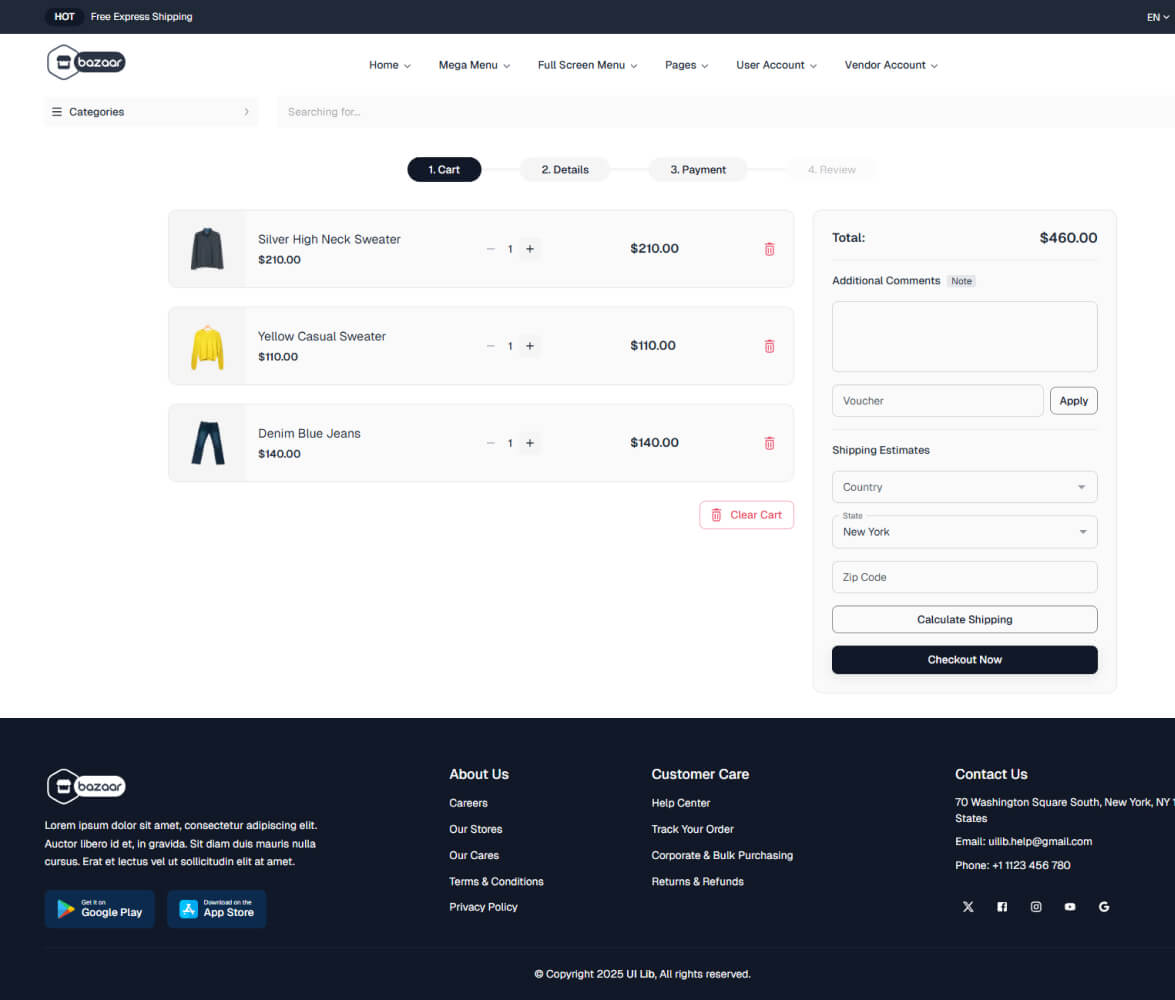 HOT Free Express Shipping EN
bazaar
Home Mega Menu Full Screen Menu Pages User Account Vendor Account
Categories Searching for...
1. Cart 2. Details 3. Payment 4. Review
Silver High Neck Sweater
$210.00
1
$210.00
Yellow Casual Sweater
$110.00
1
$110.00
Denim Blue Jeans
$140.00
1
$140.00
Clear Cart
Total: $460.00
Additional Comments Note
Voucher Apply
Shipping Estimates
Country
State
New York
Zip Code
Calculate Shipping
Checkout Now
bazaar
Lorem ipsum dolor sit amet, consectetur adipiscing elit.
Auctor libero id et, in gravida. Sit diam duis mauris nulla
cursus. Erat et lectus vel ut sollicitudin elit at amet.
Get it on
Google Play
Download on the
App Store
About Us
Careers
Our Stores
Our Cares
Terms & Conditions
Privacy Policy
Customer Care
Help Center
Track Your Order
Corporate & Bulk Purchasing
Returns & Refunds
Contact Us
70 Washington Square South, New York, NY
States
Email: uilib.help@gmail.com
Phone: +1 1123 456 780
© Copyright 2025 UI Lib, All rights reserved.